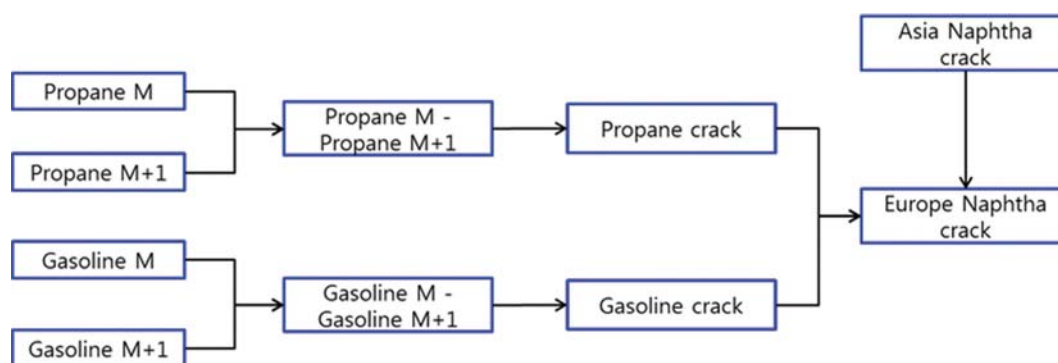 Asia Naphtha
crack
Propane M
Propane M -
Propane M+1
Propane crack
Propane M+1
Europe Naphtha
crack
Gasoline M
Gasoline M -
Gasoline M+1
Gasoline crack
Gasoline M+1